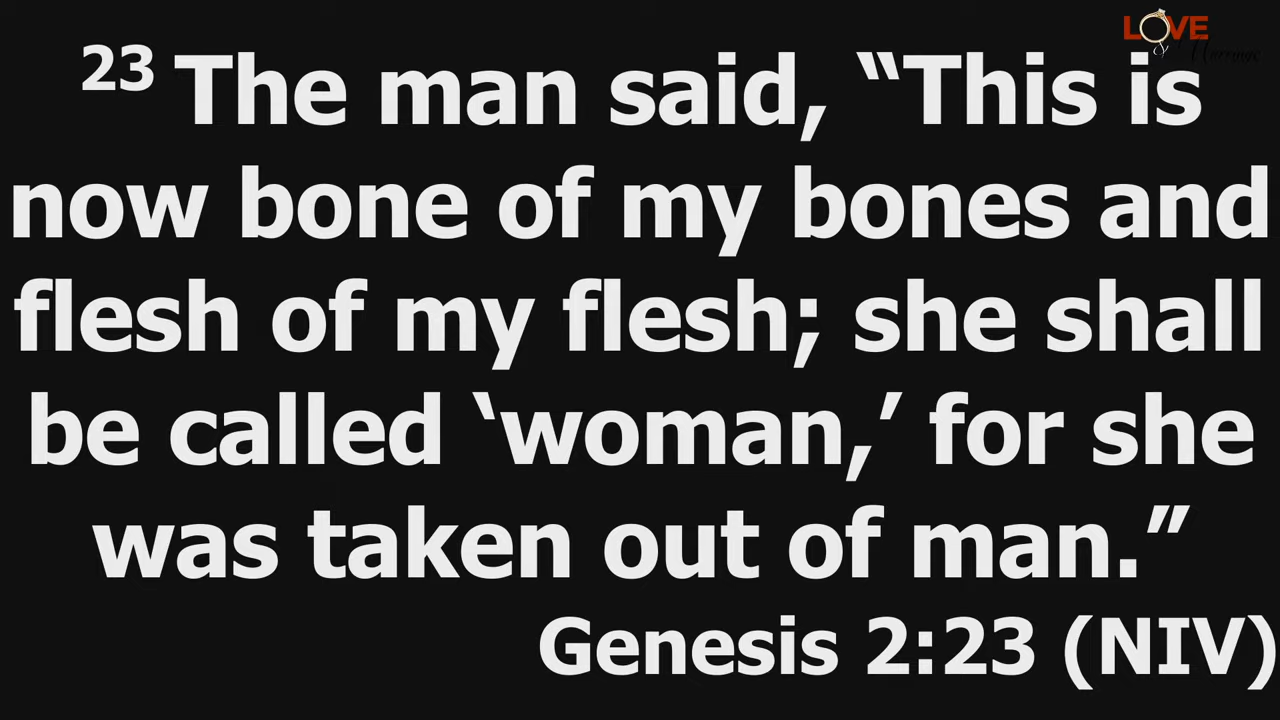 LOVE
& Marriage
23 The man said, “This is
now bone of my bones and
flesh of my flesh; she shall
be called ‘woman,’ for she
was taken out of man.”
Genesis 2:23 (NIV)